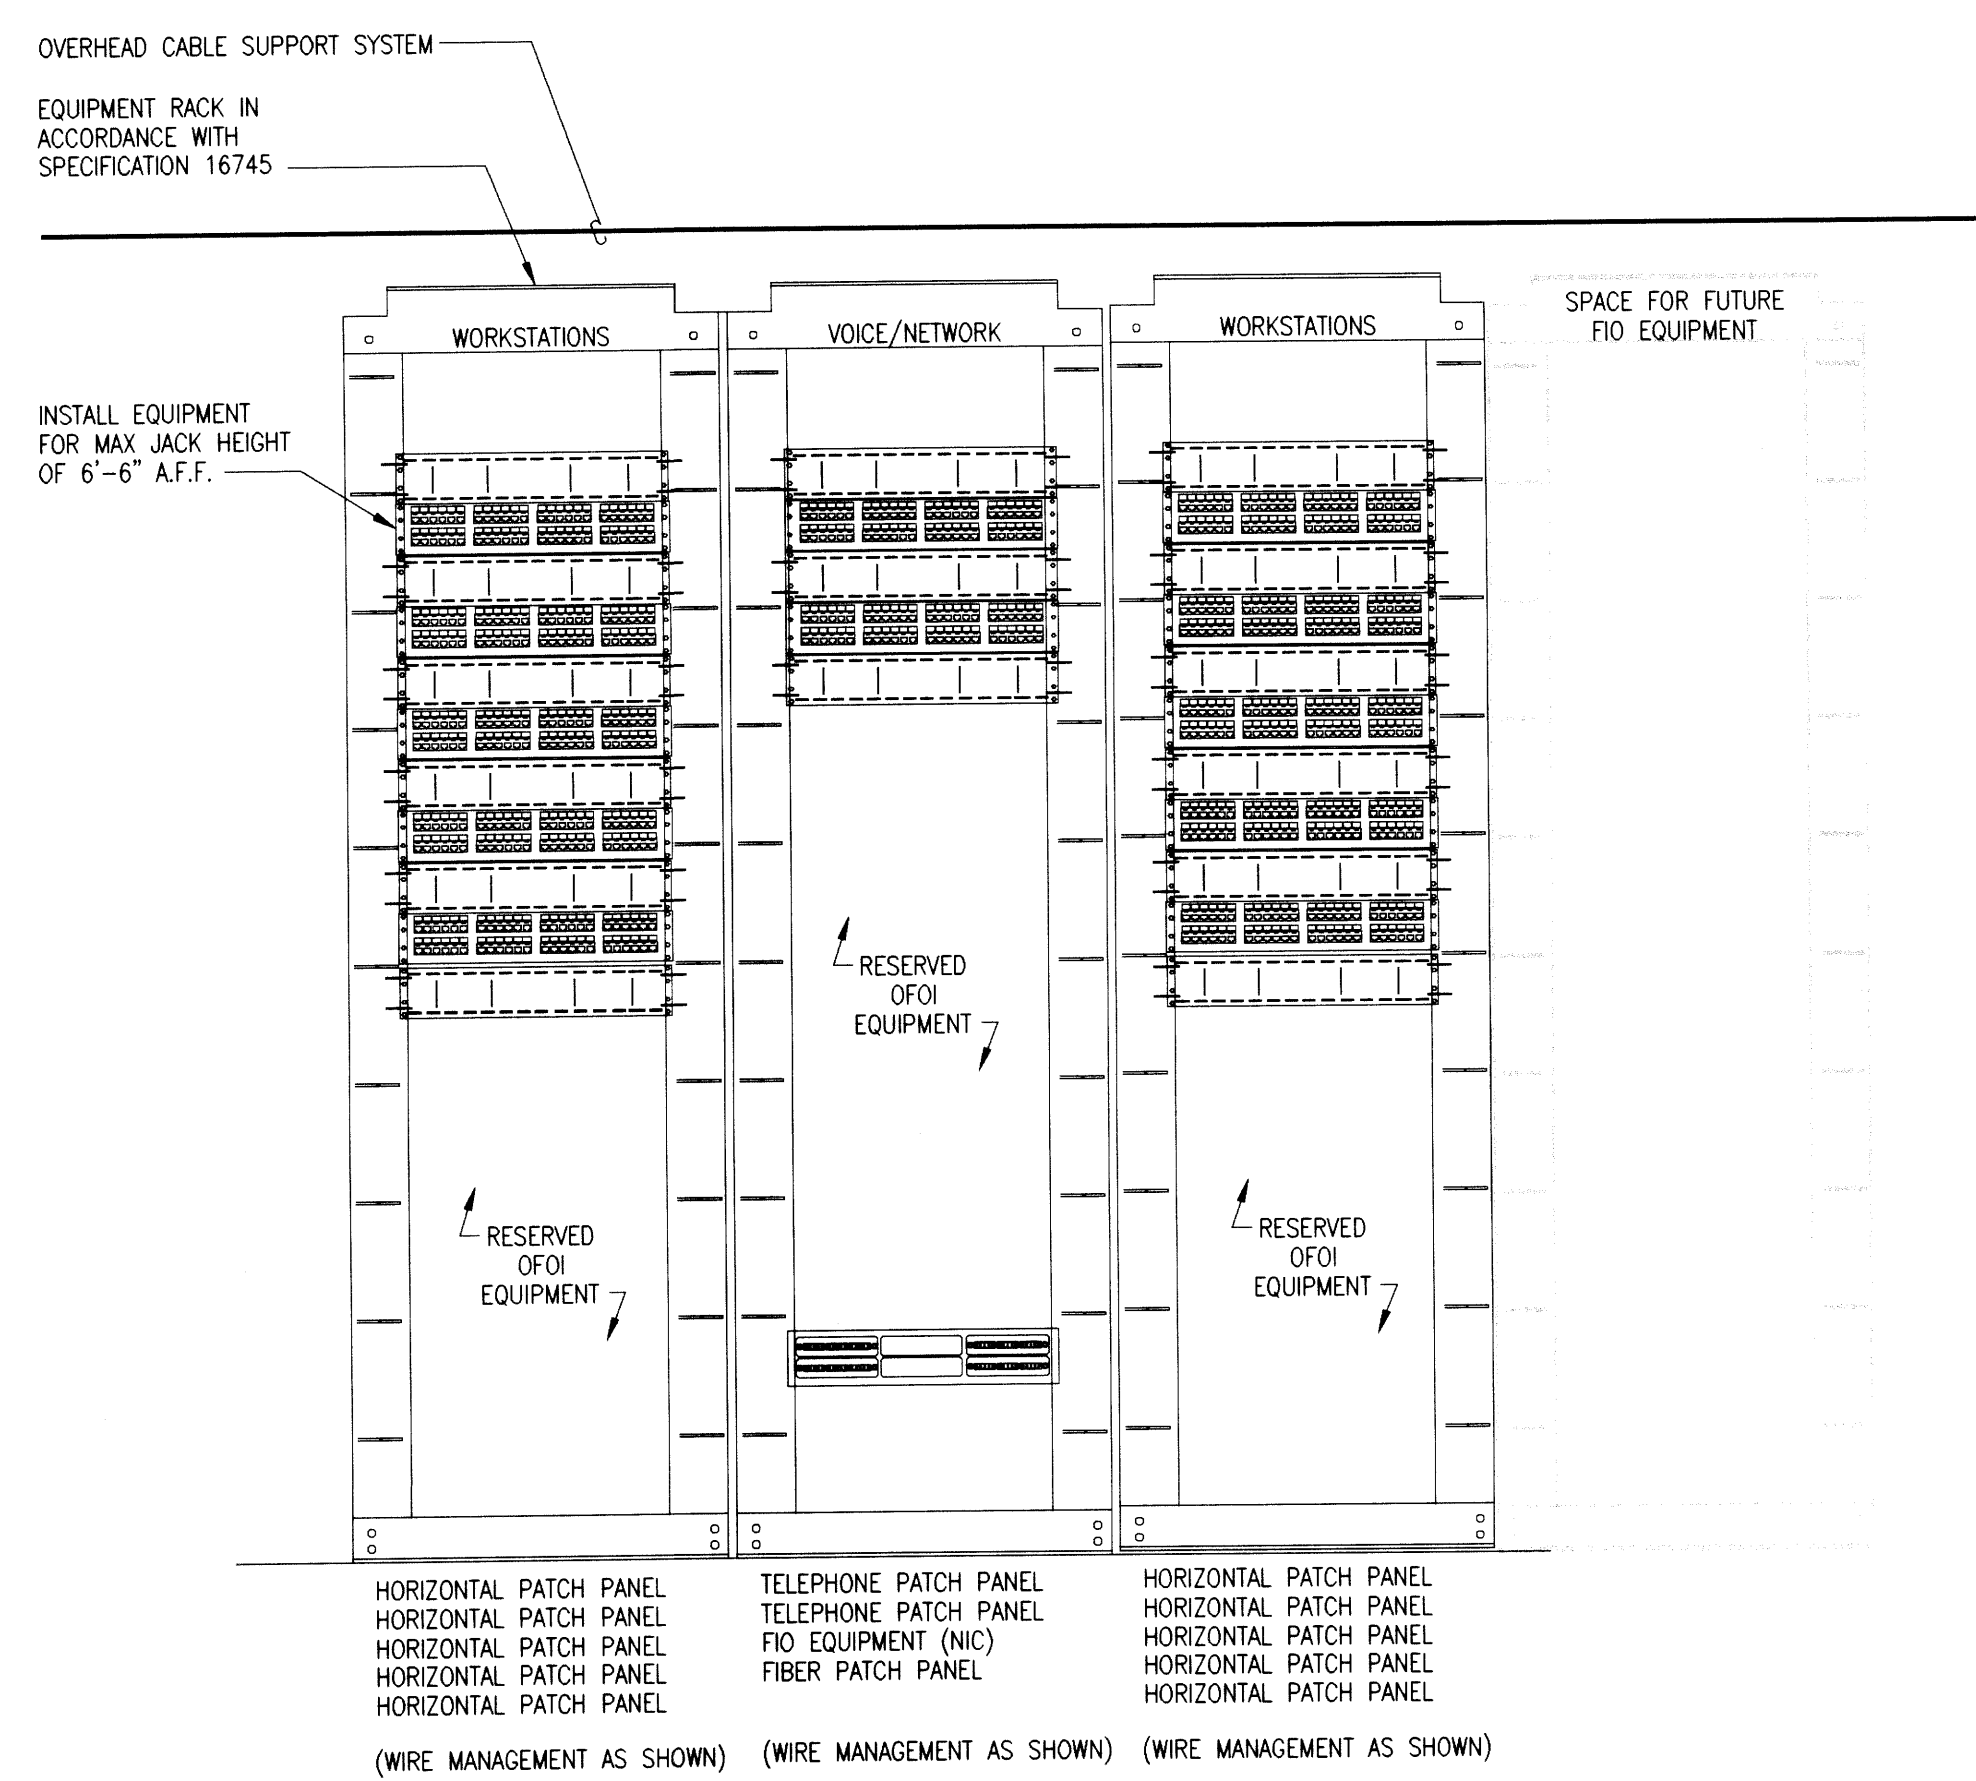 OVERHEAD CABLE SUPPORT SYSTEM
EQUIPMENT RACK IN
ACCORDANCE WITH
SPECIFICATION 16745
WORKSTATIONS
VOICE/NETWORK
WORKSTATIONS
SPACE FOR FUTURE
FIO EQUIPMENT
INSTALL EQUIPMENT
FOR MAX JACK HEIGHT
OF 6'-6" A.F.F.
RESERVED
OFOI
EQUIPMENT
RESERVED
OFOI
EQUIPMENT
RESERVED
OFOI
EQUIPMENT
HORIZONTAL PATCH PANEL
HORIZONTAL PATCH PANEL
HORIZONTAL PATCH PANEL
HORIZONTAL PATCH PANEL
HORIZONTAL PATCH PANEL
(WIRE MANAGEMENT AS SHOWN)
TELEPHONE PATCH PANEL
TELEPHONE PATCH PANEL
FIO EQUIPMENT (NIC)
FIBER PATCH PANEL
(WIRE MANAGEMENT AS SHOWN)
HORIZONTAL PATCH PANEL
HORIZONTAL PATCH PANEL
HORIZONTAL PATCH PANEL
HORIZONTAL PATCH PANEL
HORIZONTAL PATCH PANEL
(WIRE MANAGEMENT AS SHOWN)